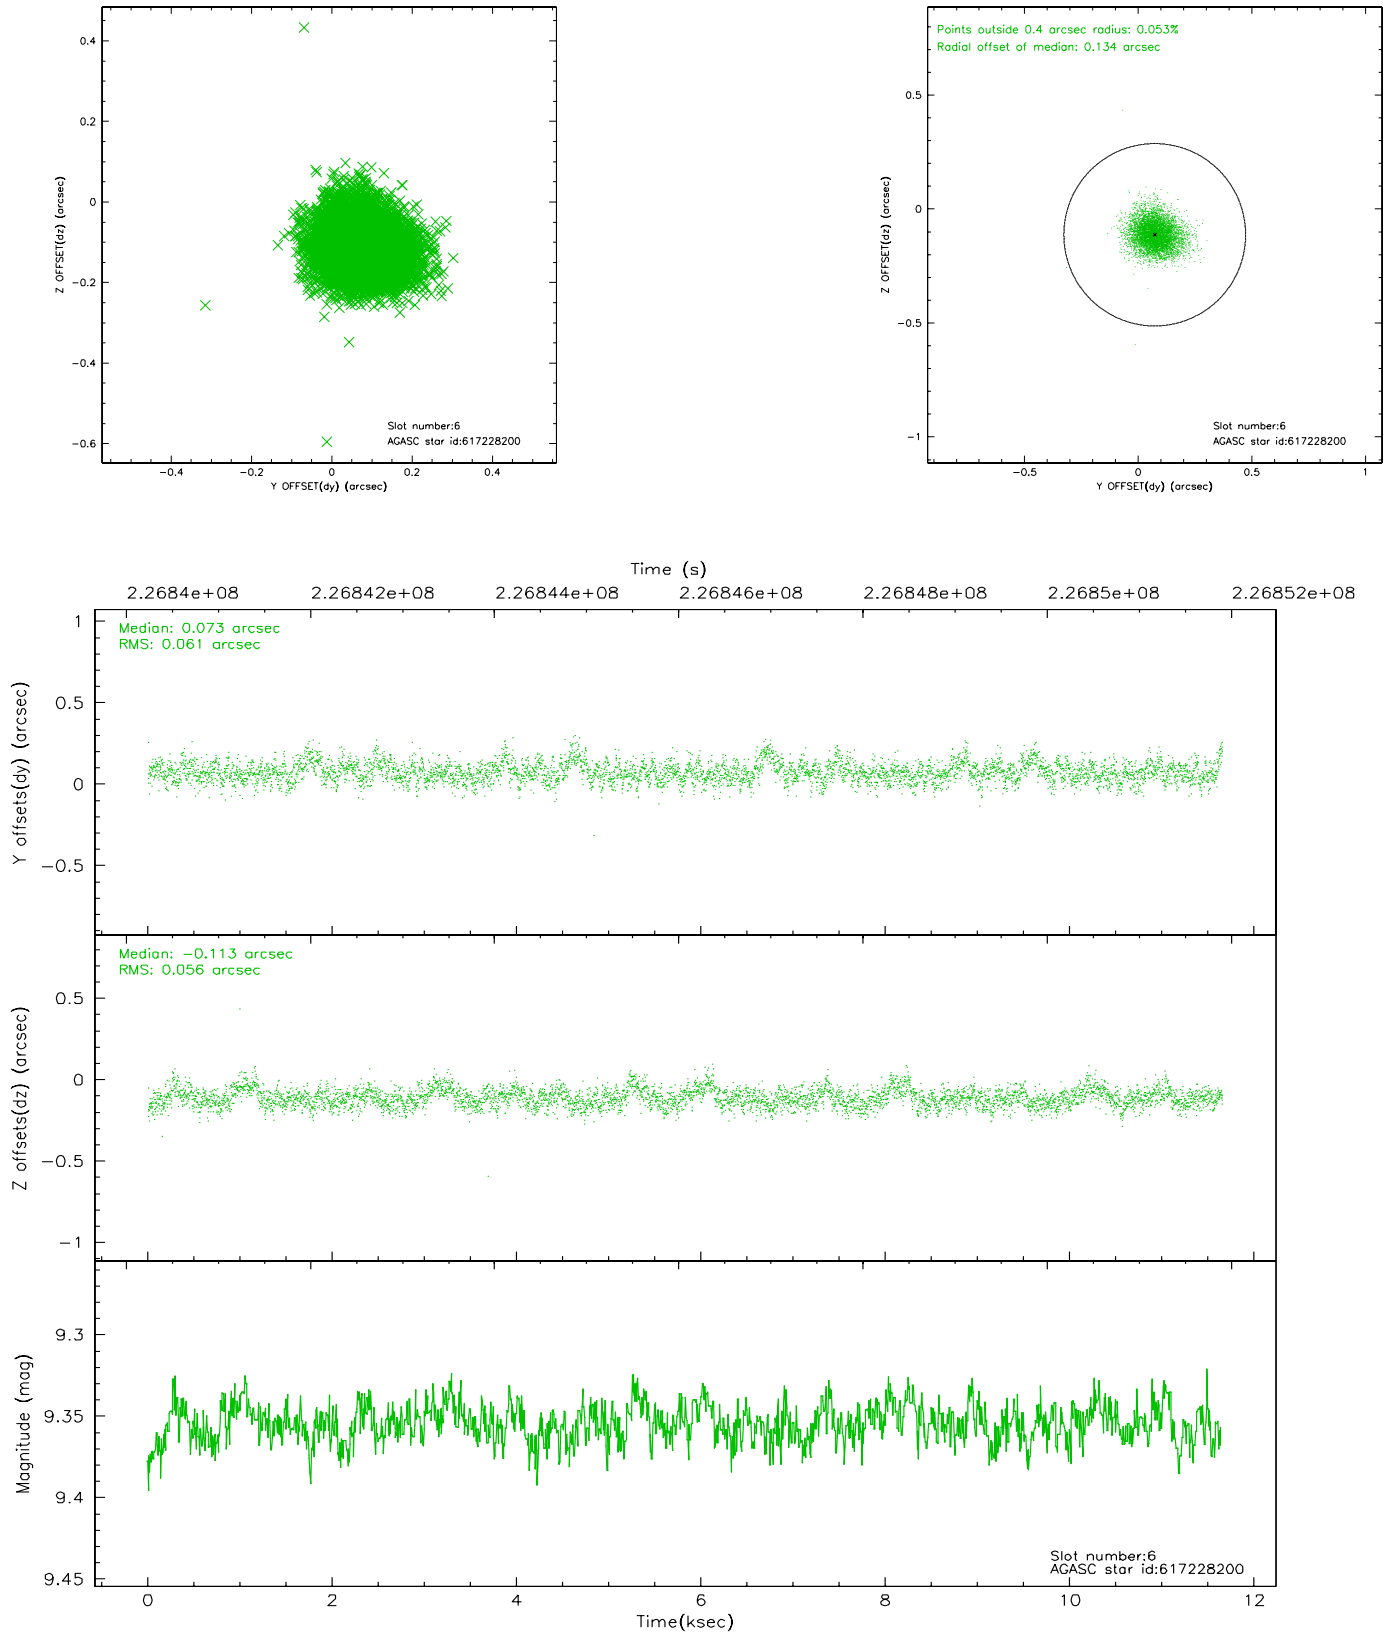 0.4
0.2
0
−0.2
−0.4
−0.6
Z OFFSET(dz) (arcsec)
−0.4
−0.2
0
0.2
0.4
Y OFFSET(dy) (arcsec)
Slot number:6
AGASC star id:617228200
Points outside 0.4 arcsec radius: 0.053%
Radial offset of median: 0.134 arcsec
0.5
0
−0.5
−1
Z OFFSET(dz) (arcsec)
−0.5
0
0.5
1
Y OFFSET(dy) (arcsec)
Slot number:6
AGASC star id:617228200
Time (s)
2.2684e+08
2.26842e+08
2.26844e+08
2.26846e+08
2.26848e+08
2.2685e+08
2.26852e+08
Median: 0.073 arcsec
RMS: 0.061 arcsec
1
0.5
0
−0.5
Y offsets(dy) (arcsec)
Median: −0.113 arcsec
RMS: 0.056 arcsec
0.5
0
−0.5
−1
Z offsets(dz) (arcsec)
9.3
9.35
9.4
9.45
Magnitude (mag)
Slot number:6
AGASC star id:617228200
0
2
4
6
8
10
12
Time(ksec)